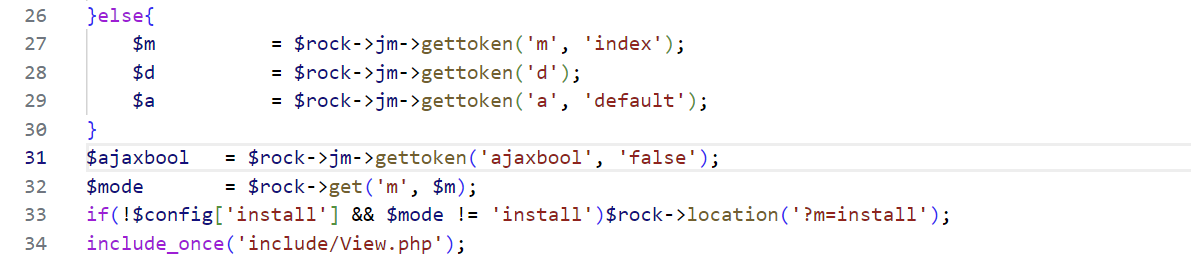 26 }else{
27 $m = $rock->jm->gettoken('m', 'index');
28 $d = $rock->jm->gettoken('d');
29 $a = $rock->jm->gettoken('a', 'default');
30 }
31 $ajaxbool = $rock->jm->gettoken('ajaxbool', 'false');
32 $mode = $rock->get('m', $m);
33 if(!$config['install'] && $mode != 'install')$rock->location('?m=install');
34 include_once('include/View.php');